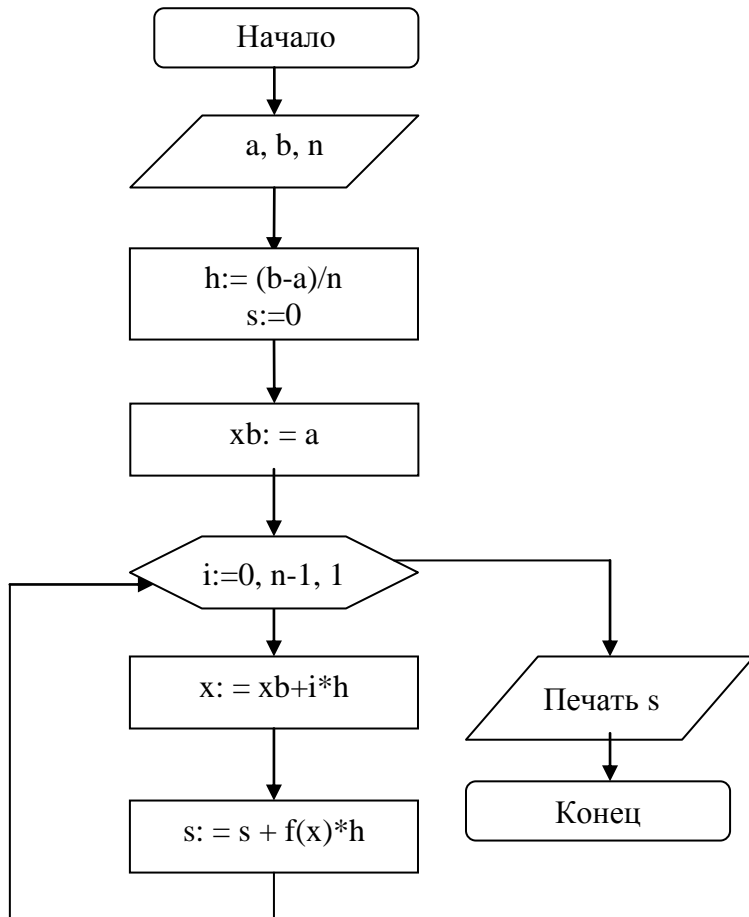 Начало
a, b, n
h:= (b-a)/n
s:=0
xb: = a
i:=0, n-1, 1
x: = xb+i*h
s: = s + f(x)*h
Печать s
Конец